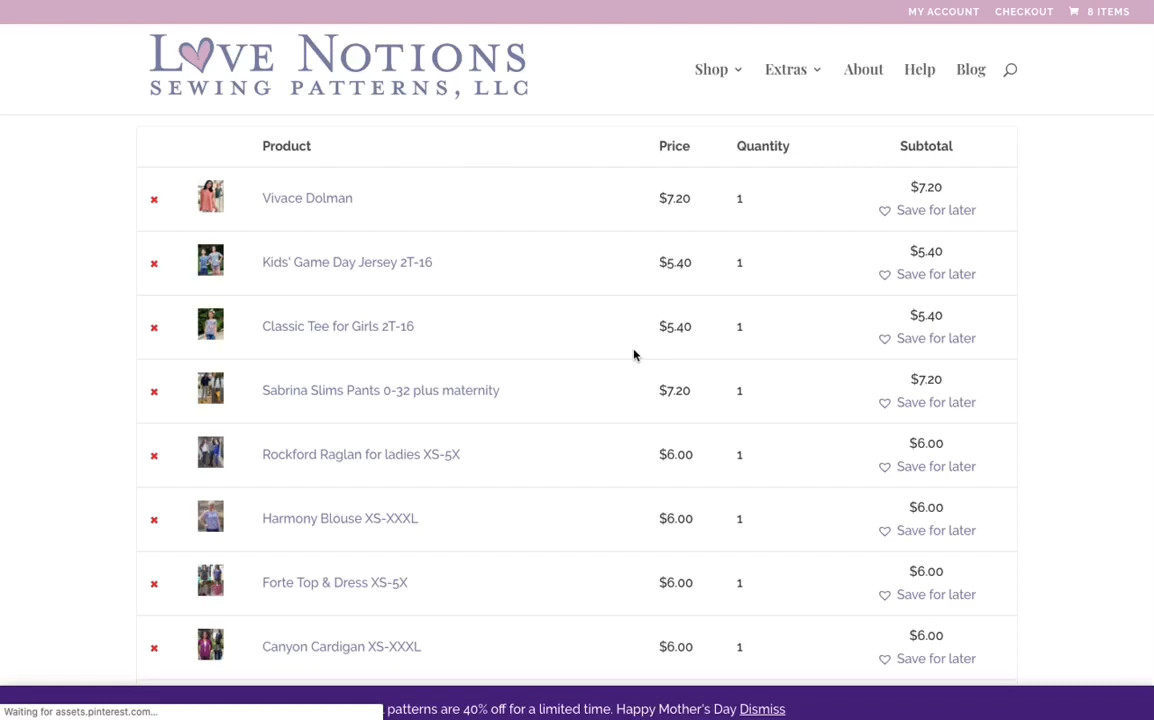 MY ACCOUNT CHECKOUT 8 ITEMS
LOVE NOTIONS
SEWING PATTERNS, LLC
Shop Extras About Help Blog
Product Price Quantity Subtotal
Vivace Dolman $7.20 1 $7.20
Save for later
Kids' Game Day Jersey 2T-16 $5.40 1 $5.40
Save for later
Classic Tee for Girls 2T-16 $5.40 1 $5.40
Save for later
Sabrina Slims Pants 0-32 plus maternity $7.20 1 $7.20
Save for later
Rockford Raglan for ladies XS-5X $6.00 1 $6.00
Save for later
Harmony Blouse XS-XXXL $6.00 1 $6.00
Save for later
Forte Top & Dress XS-5X $6.00 1 $6.00
Save for later
Canyon Cardigan XS-XXXL $6.00 1 $6.00
Save for later
patterns are 40% off for a limited time. Happy Mother's Day Dismiss
Waiting for assets.pinterest.com...